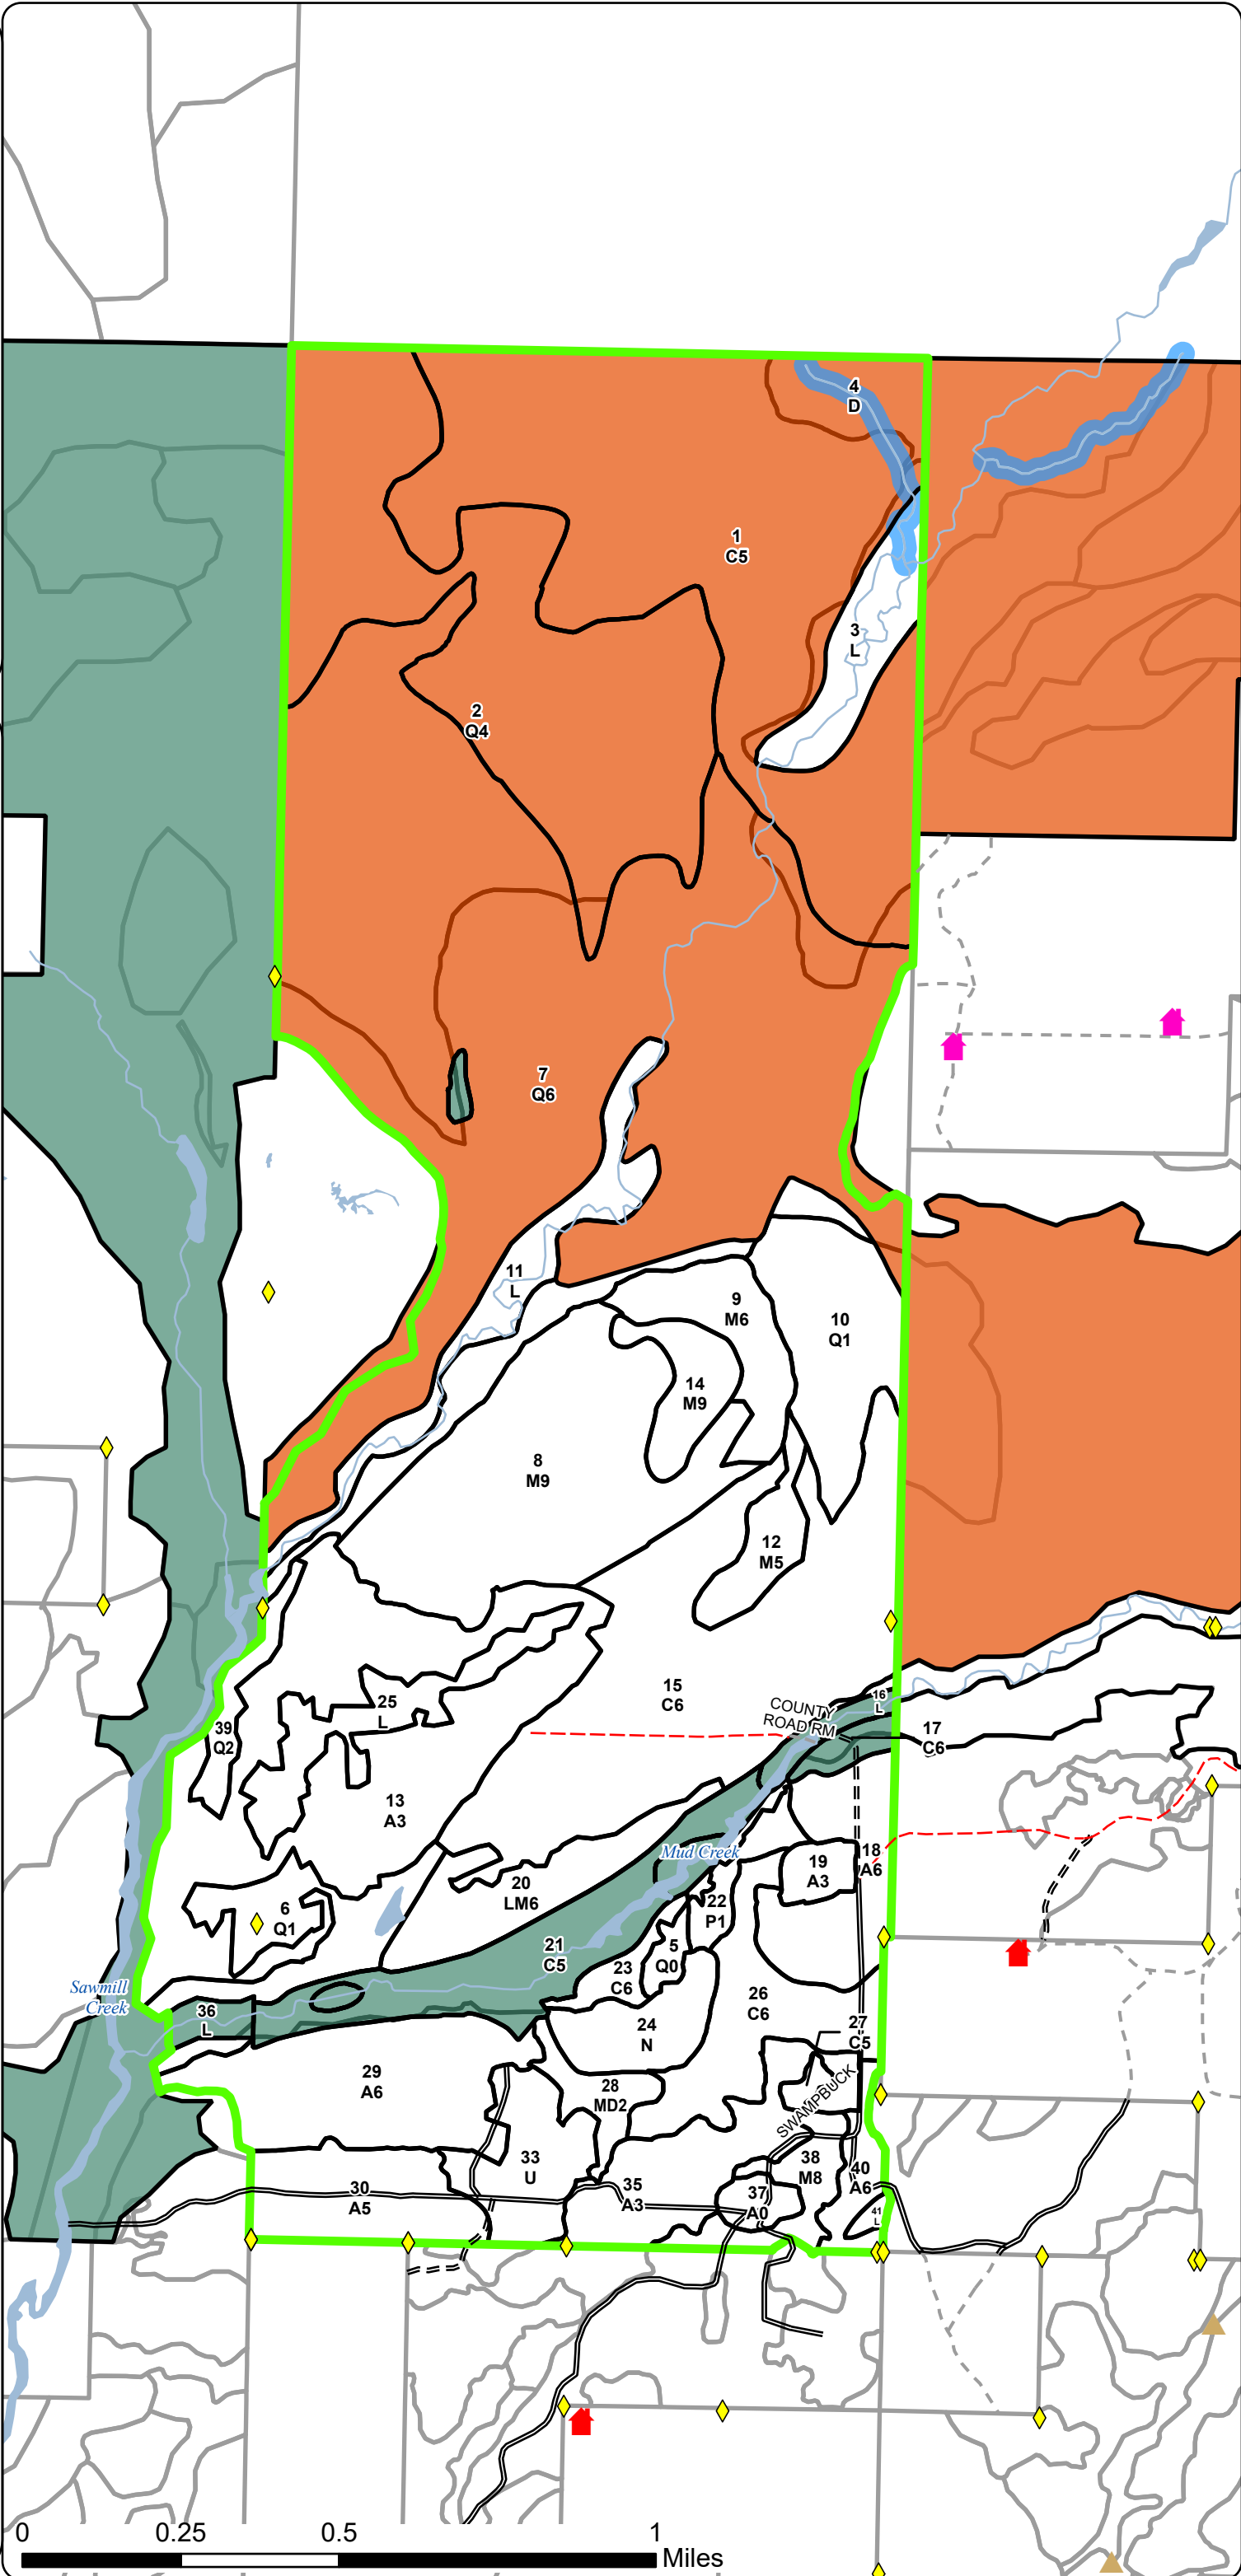 4
D
1
C5
3
L
2
Q4
7
Q6
11
L
9
M6
10
Q1
14
M9
8
M9
12
M5
15
C6
COUNTY
ROAD RM
16
L
17
C6
25
L
39
Q2
13
A3
Mud Creek
18
A6
19
A3
20
LM6
22
P1
6
Q1
21
C5
5
Q0
23
C6
Sawmill
Creek
36
L
26
C6
24
N
27
C5
29
A6
28
MD2
SWAMPBUCK
33
U
38
M8
40
A6
30
A5
35
A3
37
A0
41
L
0 0.25 0.5 1
Miles